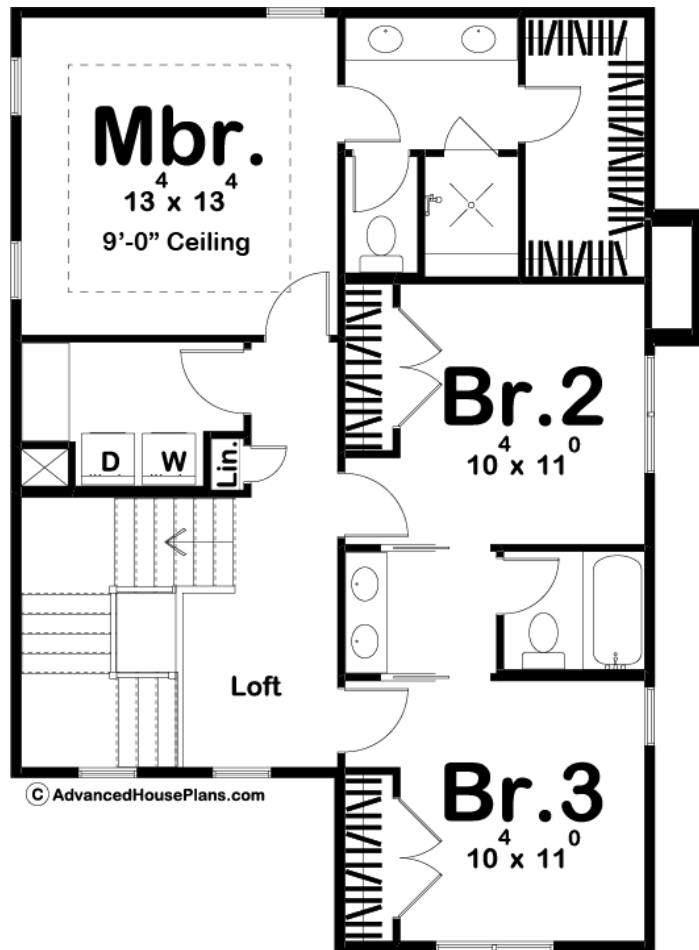 Mbr.
13⁴ x 13⁴
9’-0” Ceiling
Br.2
10⁴ x 11⁰
D
W
Lin.
Loft
Br.3
10⁴ x 11⁰
© AdvancedHousePlans.com